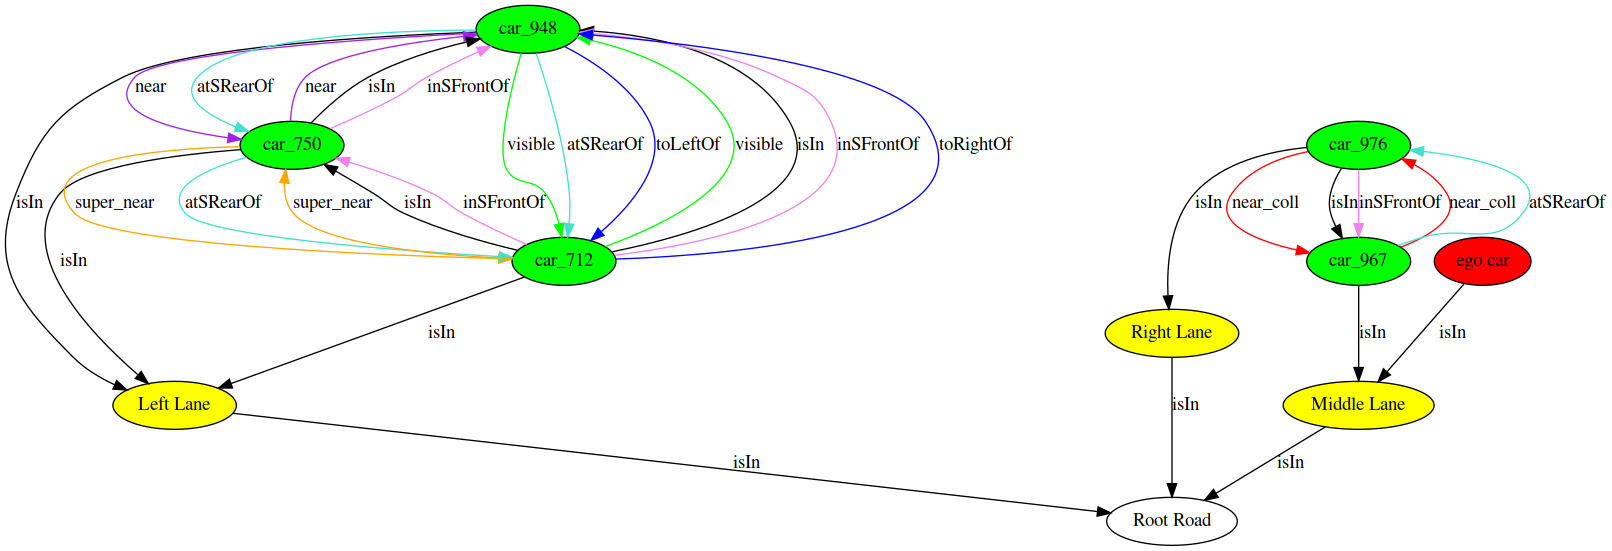 car_948
near
atSRearOf
near
isIn
inSFrontOf
car_750
visible
atSRearOf
toLeftOf
visible
isIn
inSFrontOf
toRightOf
car_976
isIn
super_near
atSRearOf
super_near
isIn
inSFrontOf
isIn
near_coll
isIn
inSFrontOf
near_coll
atSRearOf
isIn
car_712
car_967
ego car
isIn
Right Lane
isIn
isIn
Left Lane
isIn
Middle Lane
isIn
isIn
Root Road